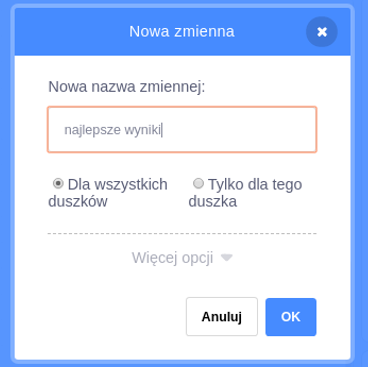 Nowa zmienna
Nowa nazwa zmiennej:
najlepsze wyniki
Dla wszystkich
duszków
Tylko dla tego
duszka
Więcej opcji
Anuluj
OK